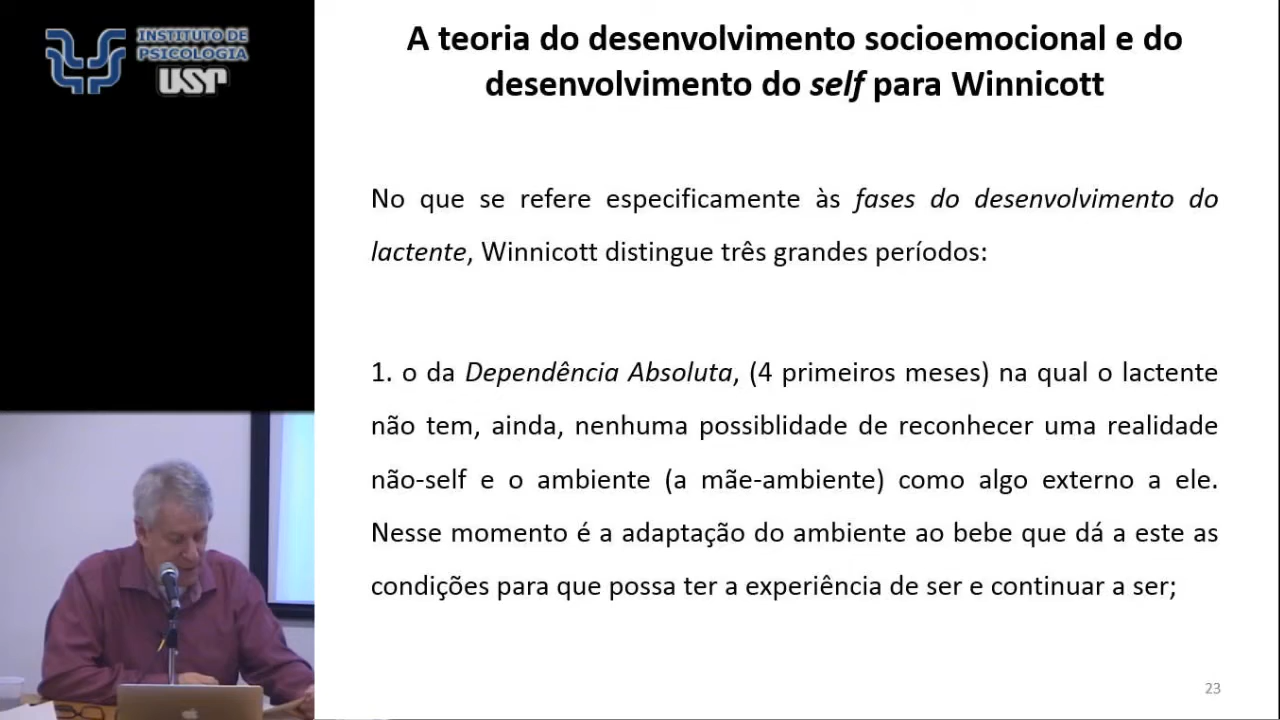 INSTITUTO DE
PSICOLOGIA
USP
A teoria do desenvolvimento socioemocional e do
desenvolvimento do self para Winnicott
No que se refere especificamente às fases do desenvolvimento do
lactente, Winnicott distingue três grandes períodos:
1. o da Dependência Absoluta, (4 primeiros meses) na qual o lactente
não tem, ainda, nenhuma possiblidade de reconhecer uma realidade
não-self e o ambiente (a mãe-ambiente) como algo externo a ele.
Nesse momento é a adaptação do ambiente ao bebe que dá a este as
condições para que possa ter a experiência de ser e continuar a ser;
23